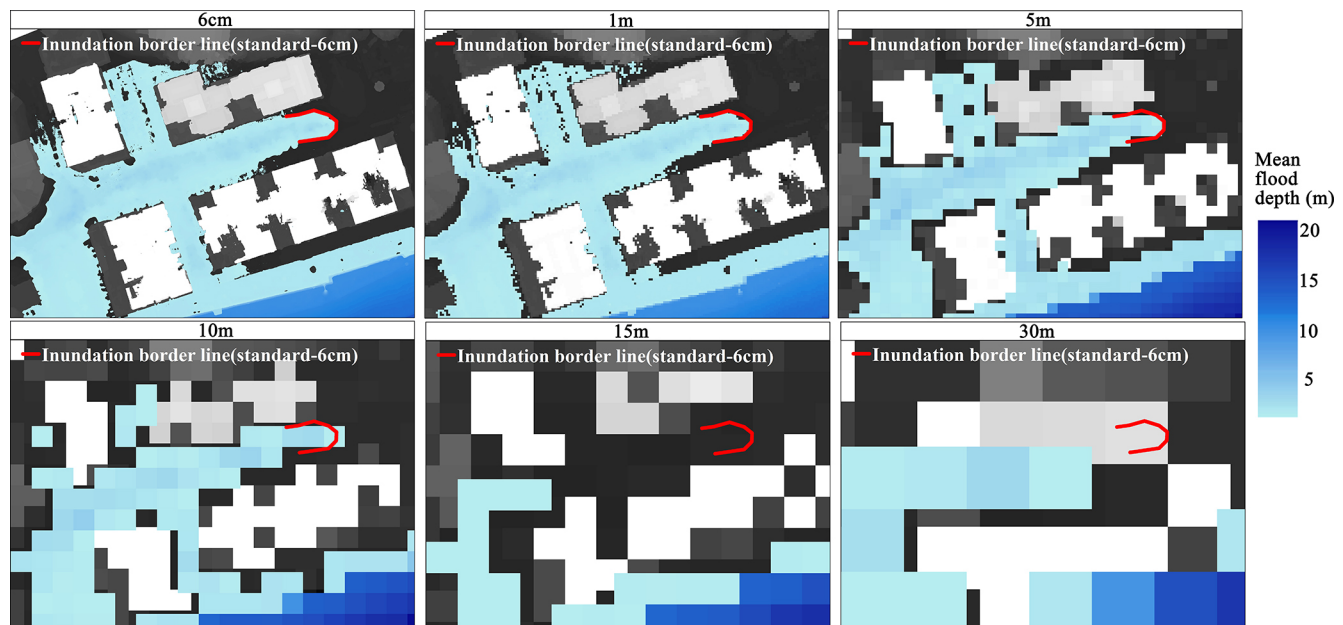 6cm
Inundation border line(standard-6cm)
1m
Inundation border line(standard-6cm)
5m
Inundation border line(standard-6cm)
10m
Inundation border line(standard-6cm)
15m
Inundation border line(standard-6cm)
30m
Inundation border line(standard-6cm)
Mean
flood
depth (m)
20
15
10
5